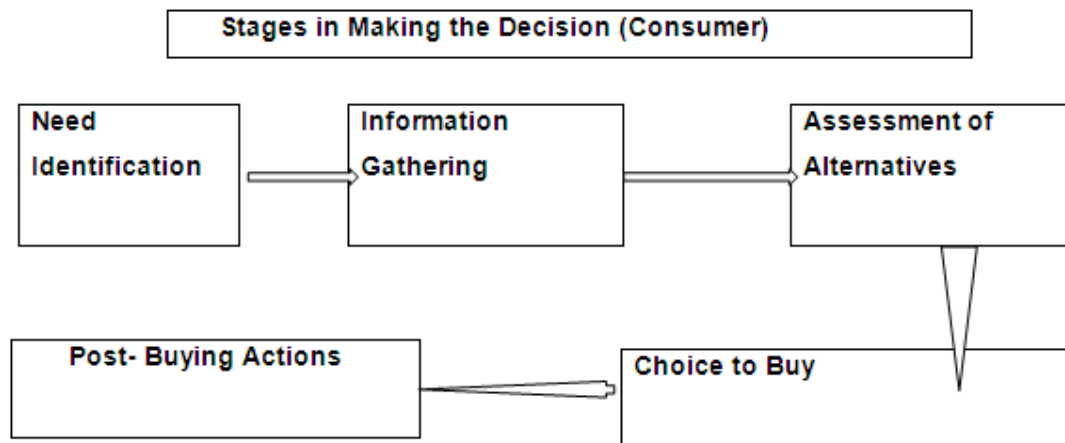 Stages in Making the Decision (Consumer)
Need
Identification
Information
Gathering
Assessment of
Alternatives
Post- Buying Actions
Choice to Buy